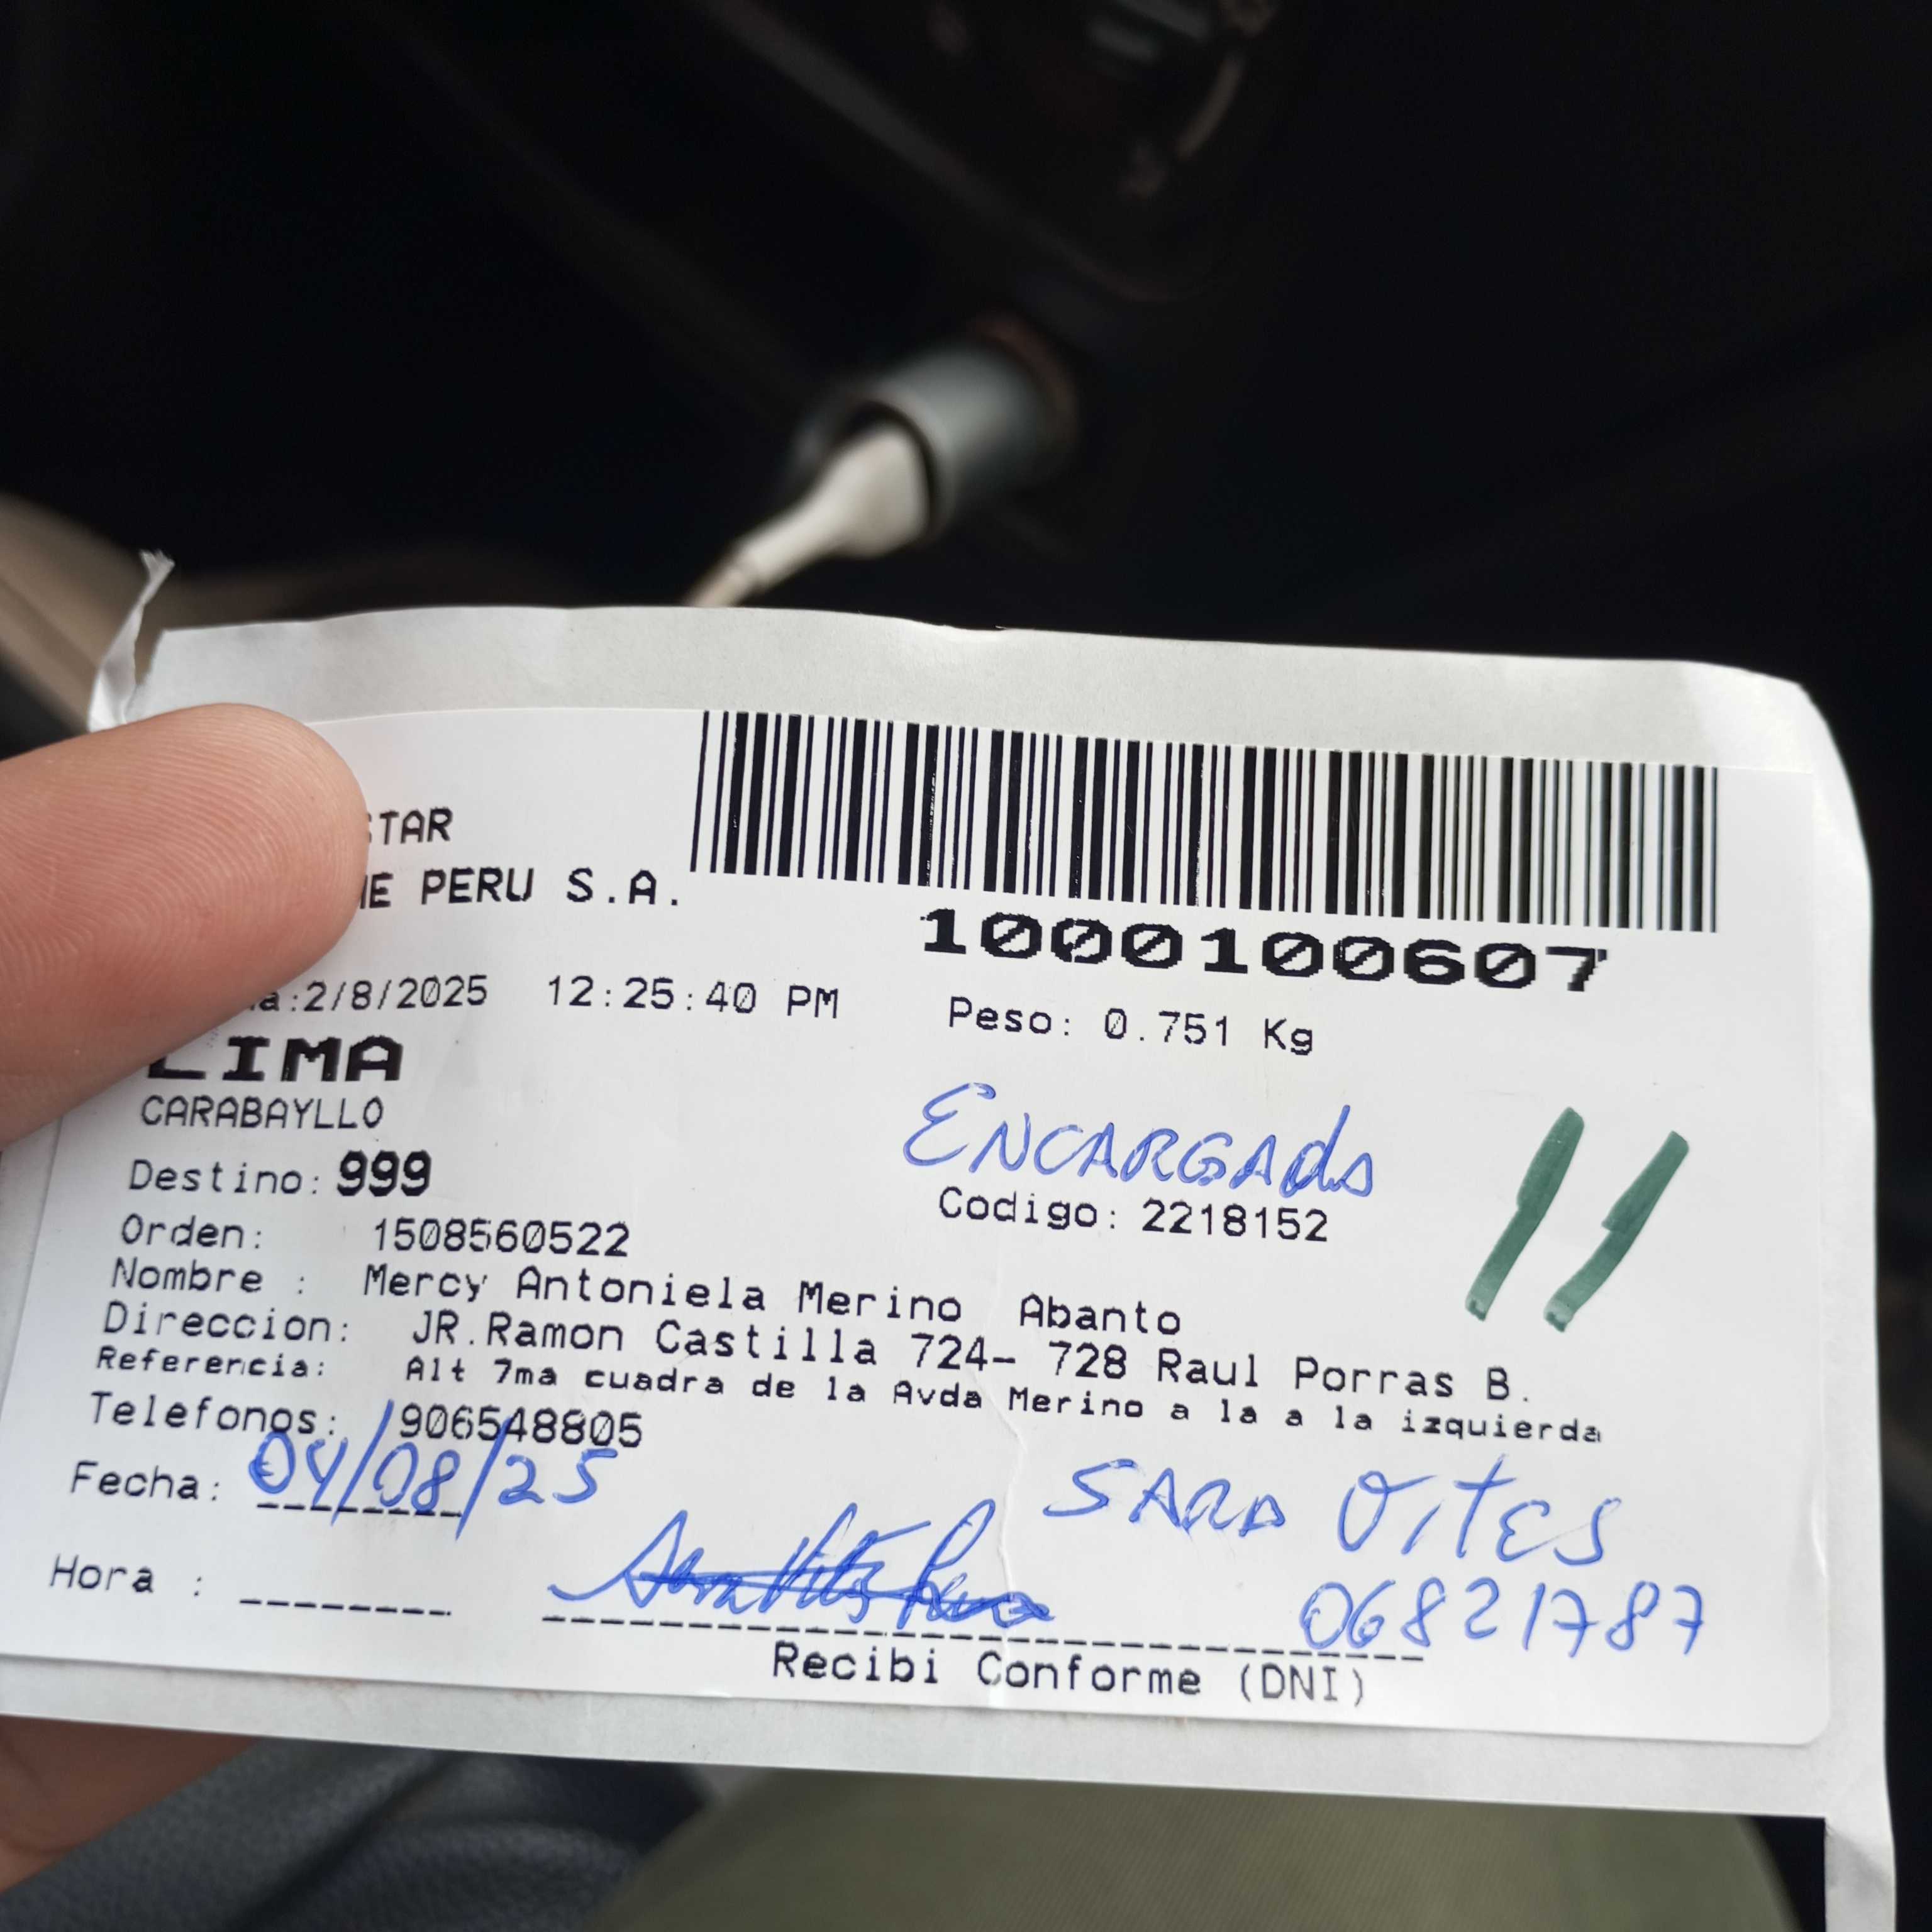 STAR
PERU S.A.
1000100607
a:2/8/2025 12:25:40 PM
Peso: 0.751 Kg
LIMA
CARABAYLLO
ENCARGADA
Destino: 999
Codigo: 2218152
11
Orden: 1508560522
Nombre : Mercy Antoniela Merino Abanto
Direccion: JR.Ramon Castilla 724- 728 Raul Porras B.
Referencia: Alt 7ma cuadra de la Avda Merino a la a la izquierda
Telefonos: 906548805
Fecha: 04/08/25
SARA VITES
Hora :
06821787
Recibi Conforme (DNI)